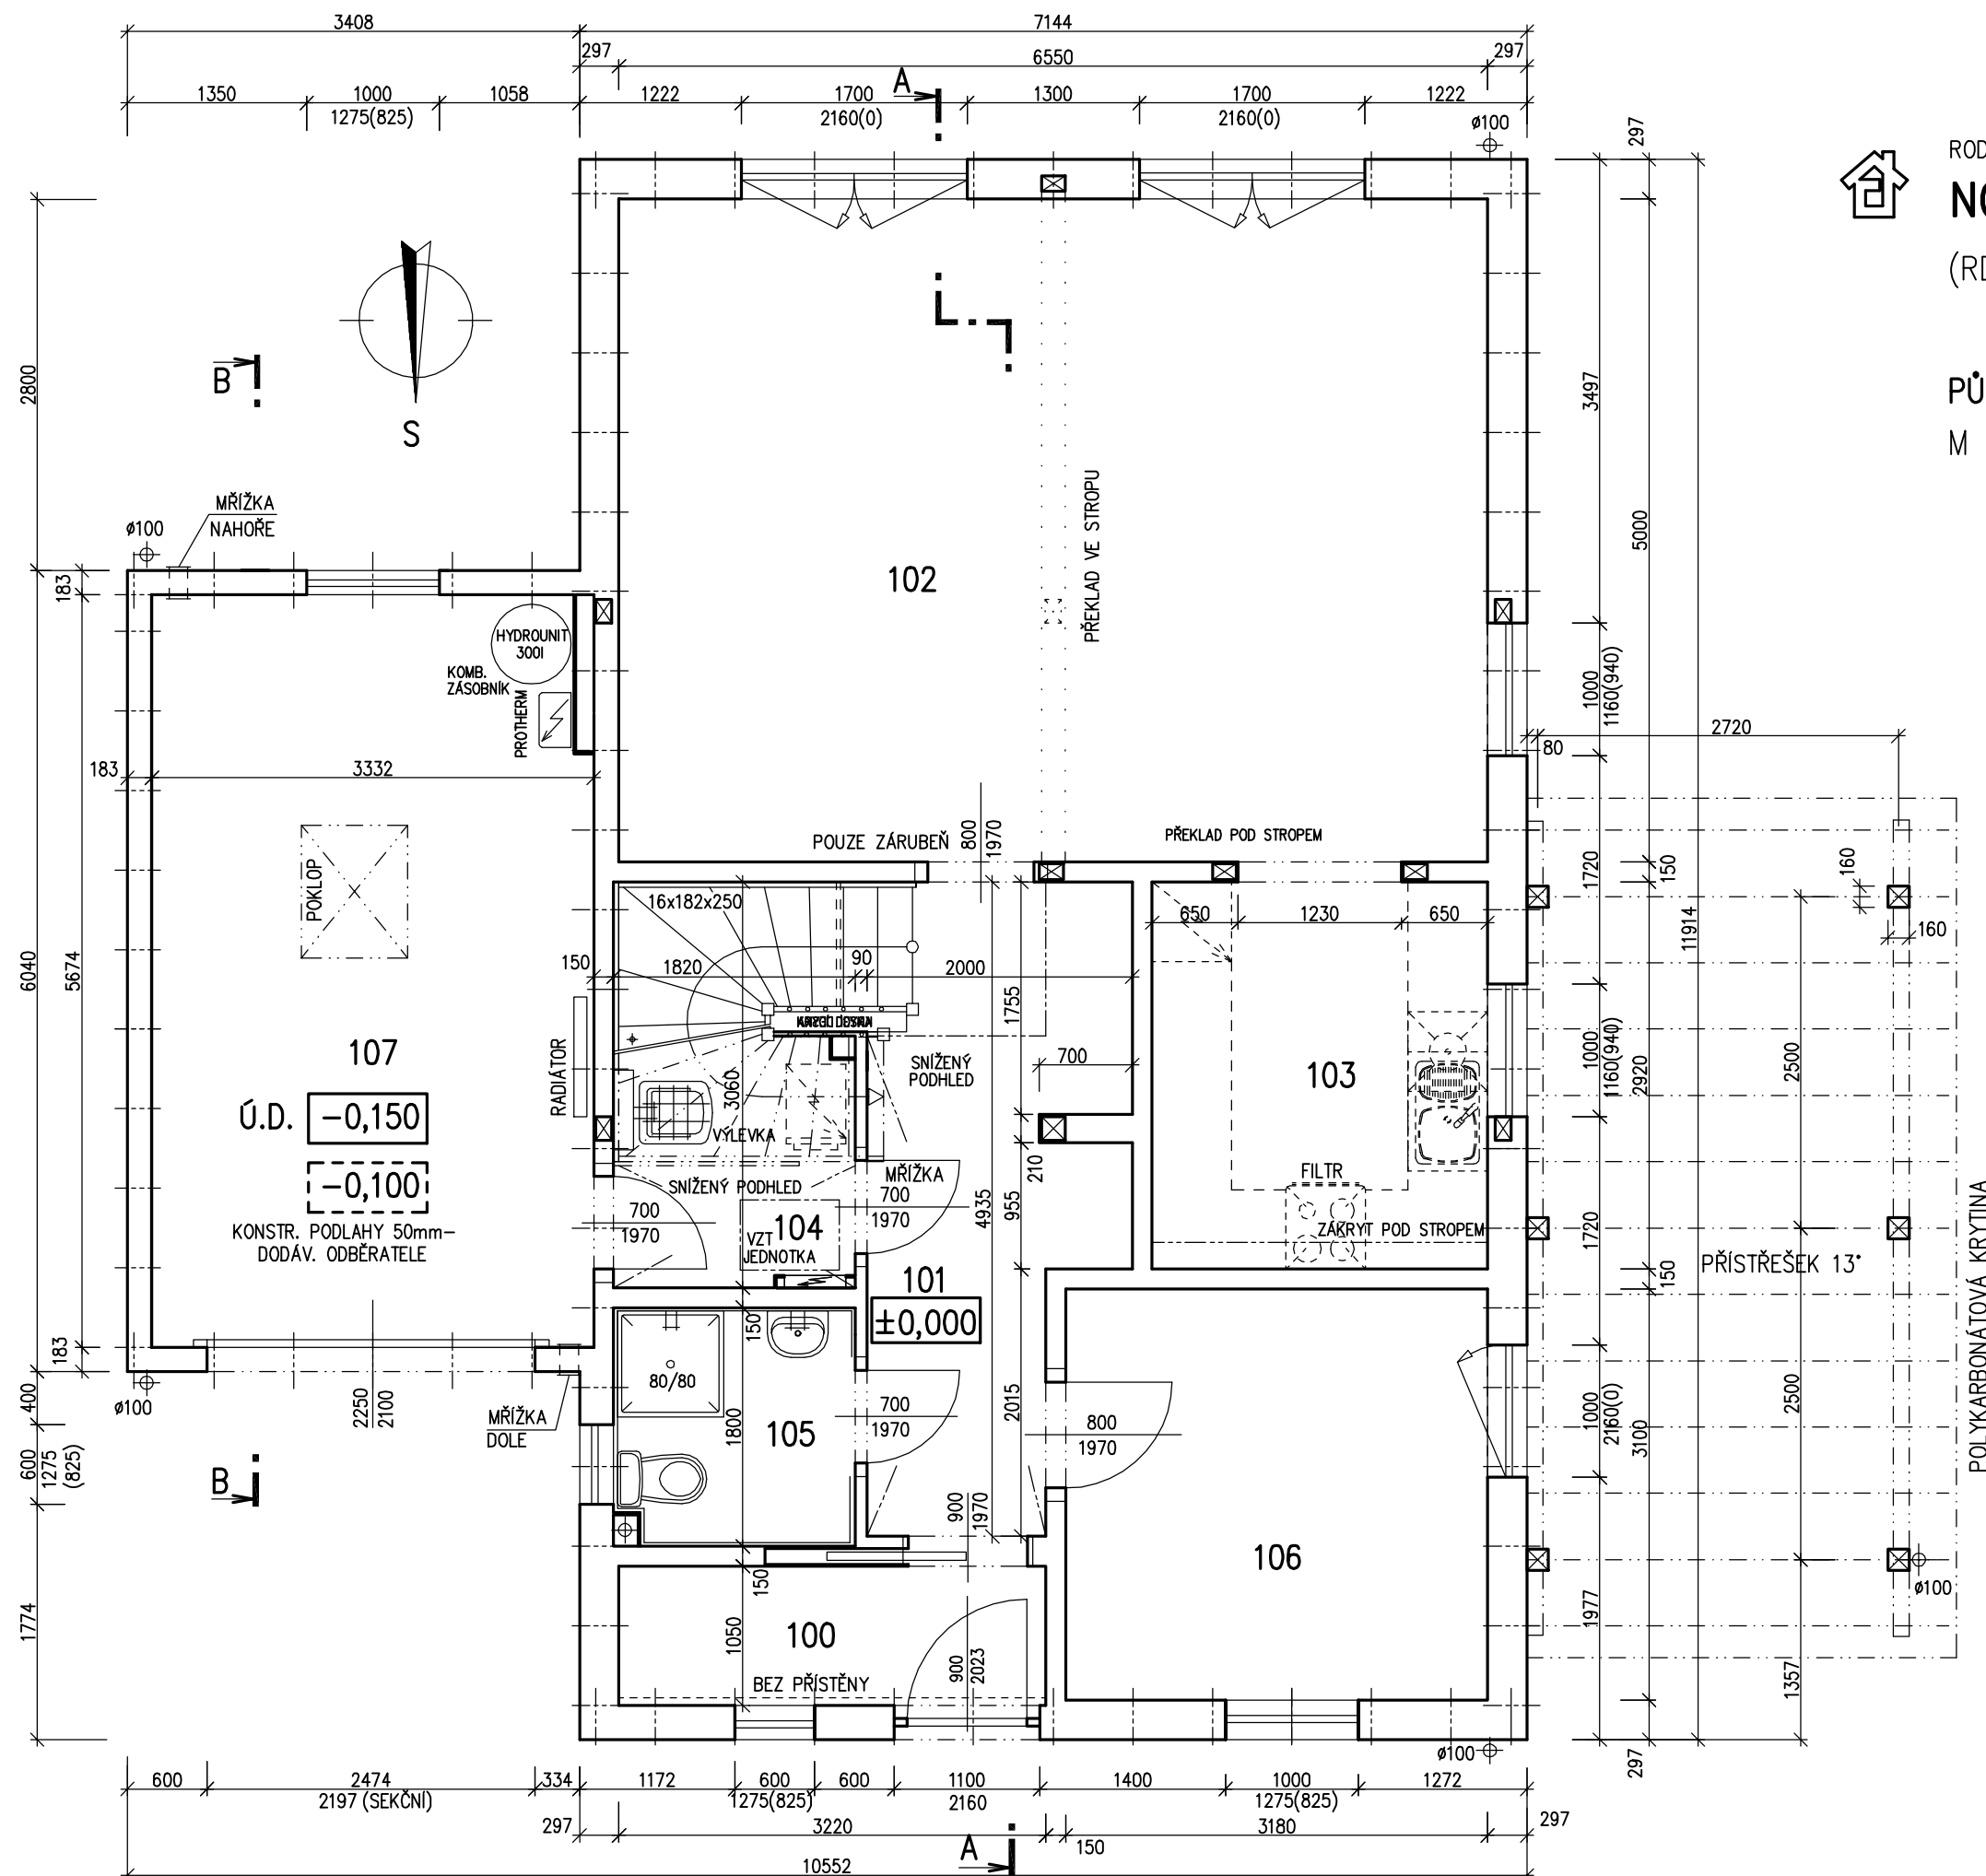 3408
7144
297
6550
297
1350
1000
1058
1222
1700
1300
1700
1222
1275(825)
2160(0)
2160(0)
A
ø100
297
ROD
(RD
M
B
S
2800
3497
5000
11914
MŘÍŽKA
NAHOŘE
ø100
183
102
PŘEKLAD VE STROPU
HYDROUNIT
300l
KOMB.
ZÁSOBNÍK
PROTHERM
1000
1160(940)
2720
80
183
3332
POUZE ZÁRUBEŇ
800
1970
PŘEKLAD POD STROPEM
1720
150
160
160
POKLOP
16x182x250
650
1230
650
6040
5674
150
1820
90
2000
1755
107
RADIÁTOR
SNÍŽENÝ
PODHLED
700
103
1000
1160(940)
2920
2500
Ú.D.
-0,150
-0,100
KONSTR. PODLAHY 50mm-
DODÁV. ODBĚRATELE
3060
VÝLEVKA
SNÍŽENÝ PODHLED
MŘÍŽKA
700
1970
700
1970
104
VZT
JEDNOTKA
4935
210
955
FILTR
ZÁKRYT POD STROPEM
1720
150
PŘÍSTŘEŠEK 13°
POLYKARBONÁTOVÁ KRYTINA
101
±0,000
183
150
2250
2100
ø100
MŘÍŽKA
DOLE
400
600
1275
(825)
80/80
1800
105
700
1970
2015
800
1970
1000
2160(0)
3100
2500
B
900
1970
106
ø100
150
1774
1050
100
900
2023
BEZ PŘÍSTĚNY
1977
1357
ø100
297
600
2474
334
1172
600
600
1100
1400
1000
1272
2197 (SEKČNÍ)
1275(825)
2160
1275(825)
297
3220
150
3180
297
A
10552